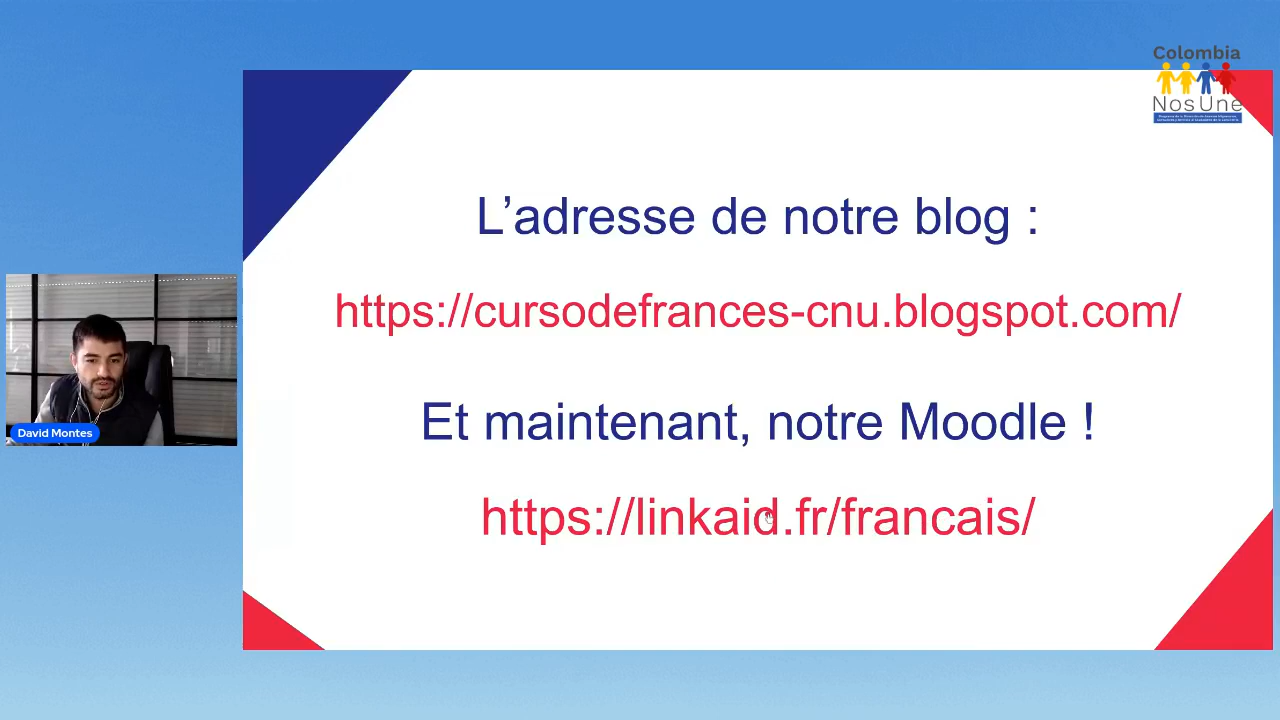 Colombia
NosUne
L’adresse de notre blog :
https://cursodefrances-cnu.blogspot.com/
Et maintenant, notre Moodle !
https://linkaid.fr/francais/
David Montes